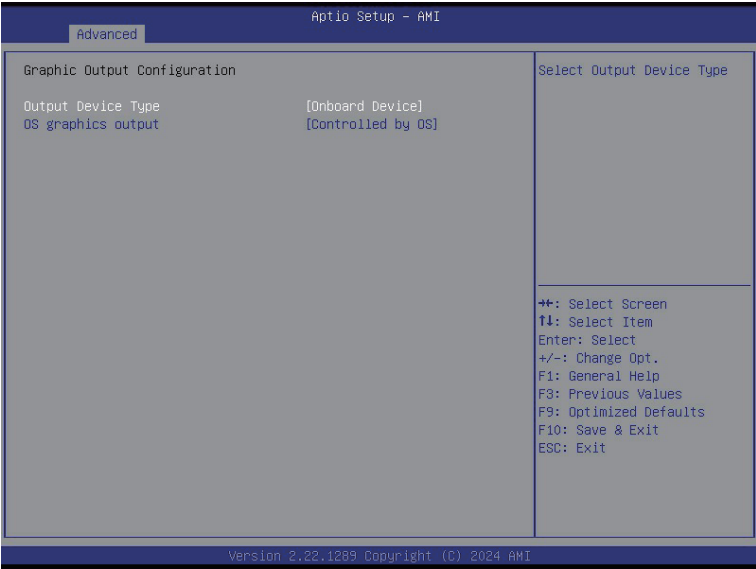 Aptio Setup – AMI
Advanced
Graphic Output Configuration
Output Device Type [Onboard Device]
OS graphics output [Controlled by OS]
Select Output Device Type
→←: Select Screen
↑↓: Select Item
Enter: Select
+/-: Change Opt.
F1: General Help
F3: Previous Values
F9: Optimized Defaults
F10: Save & Exit
ESC: Exit
Version 2.22.1289 Copyright (C) 2024 AMI